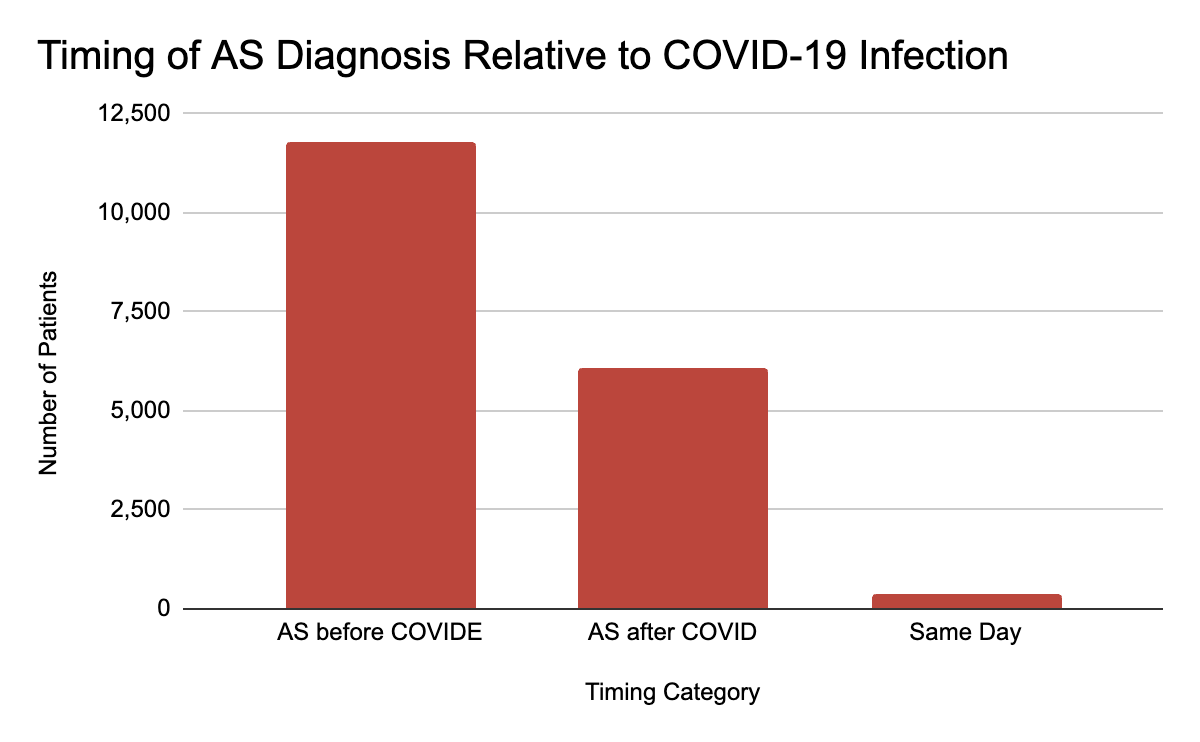 Timing of AS Diagnosis Relative to COVID-19 Infection
12,500
10,000
7,500
5,000
2,500
0
Number of Patients
AS before COVIDE
AS after COVID
Same Day
Timing Category